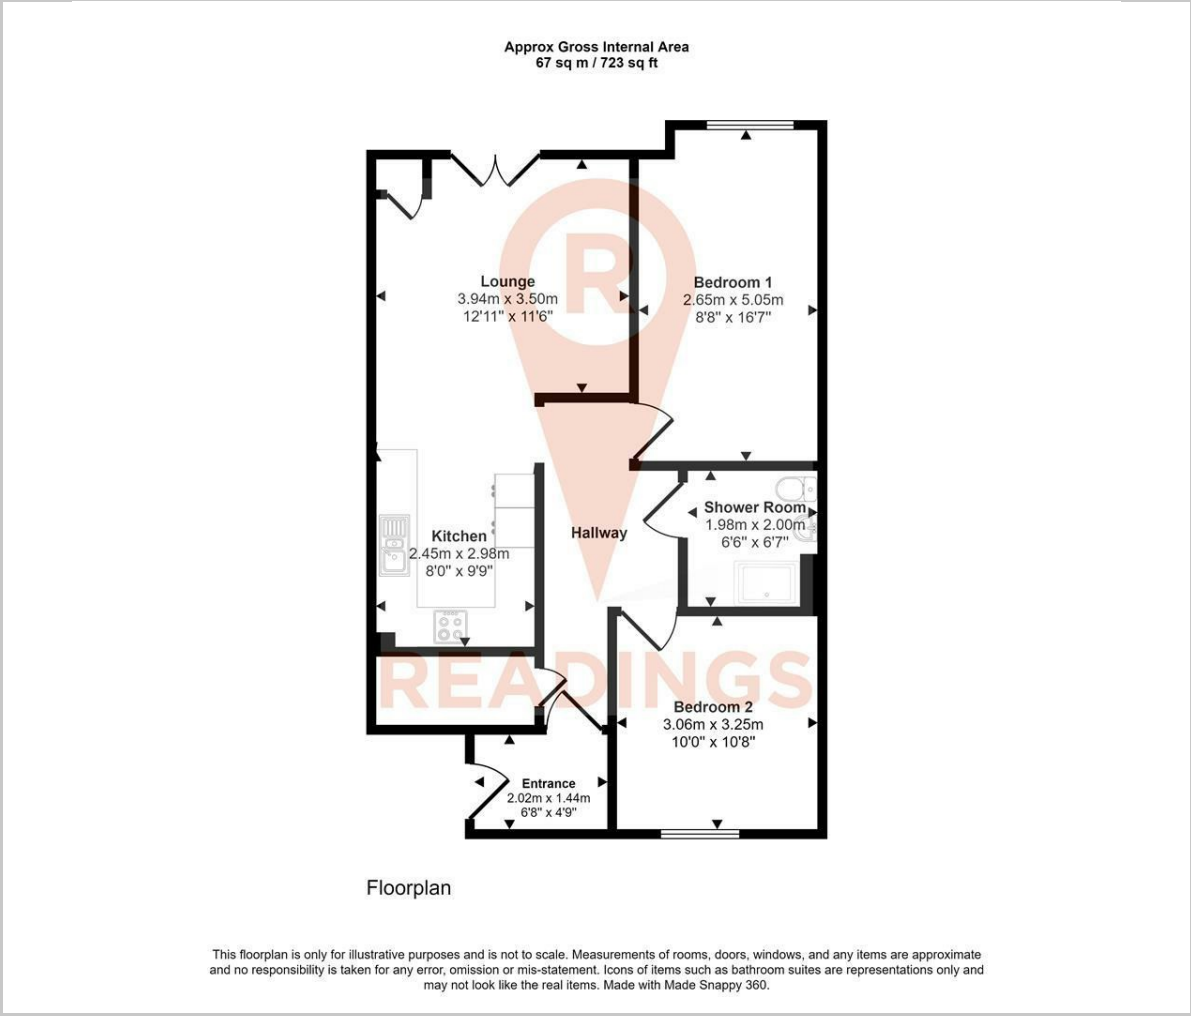 Approx Gross Internal Area
67 sq m / 723 sq ft
R
Lounge
3.94m x 3.50m
12'11" x 11'6"
Bedroom 1
2.65m x 5.05m
8'8" x 16'7"
Kitchen
2.45m x 2.98m
8'0" x 9'9"
Hallway
Shower Room
1.98m x 2.00m
6'6" x 6'7"
READINGS
Bedroom 2
3.06m x 3.25m
10'0" x 10'8"
Entrance
2.02m x 1.44m
6'8" x 4'9"
Floorplan
This floorplan is only for illustrative purposes and is not to scale. Measurements of rooms, doors, windows, and any items are approximate
and no responsibility is taken for any error, omission or mis-statement. Icons of items such as bathroom suites are representations only and
may not look like the real items. Made with Made Snappy 360.